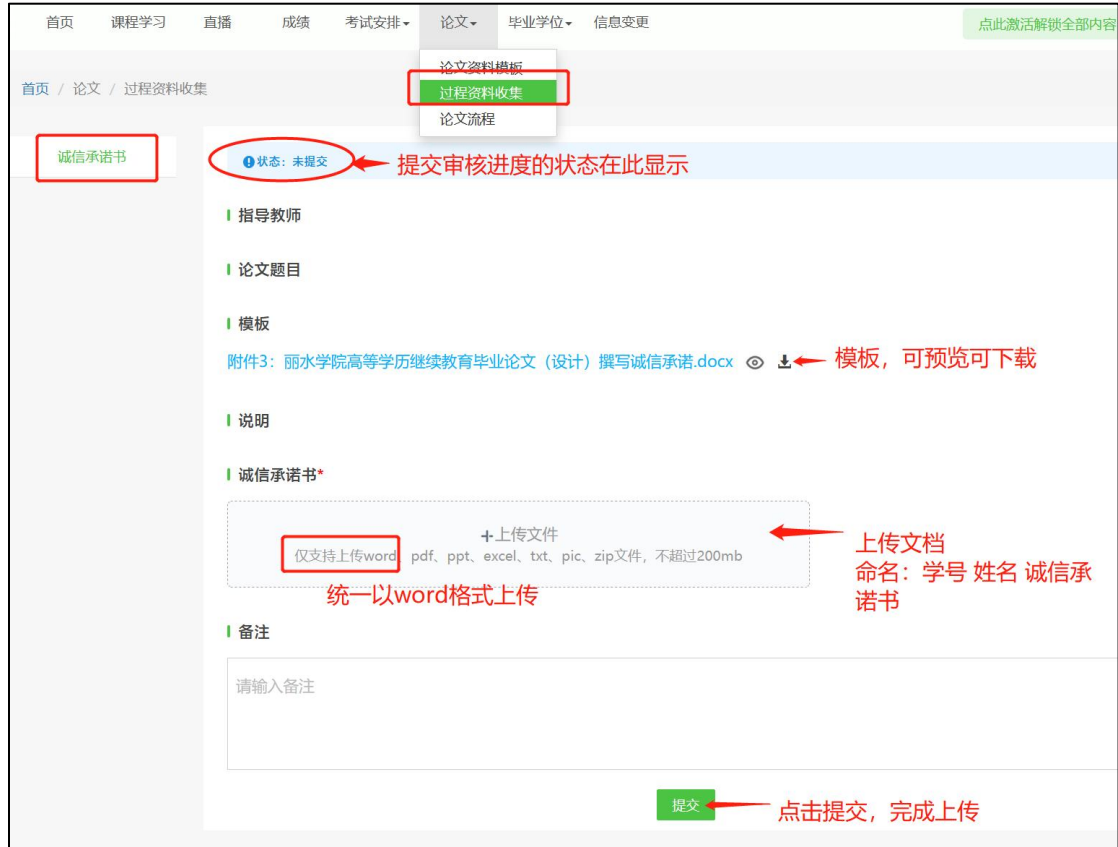 首页 课程学习 直播 成绩 考试安排 论文 毕业学位 信息变更 点此激活解锁全部内容
论文资料模板
首页 / 论文 / 过程资料收集
过程资料收集
论文流程
诚信承诺书
状态：未提交
提交审核进度的状态在此显示
指导教师
论文题目
模板
附件3：丽水学院高等学历继续教育毕业论文（设计）撰写诚信承诺.docx
模板，可预览可下载
说明
诚信承诺书*
+上传文件
仅支持上传word、pdf、ppt、excel、txt、pic、zip文件，不超过200mb
统一以word格式上传
上传文档
命名：学号 姓名 诚信承
诺书
备注
请输入备注
提交
点击提交，完成上传